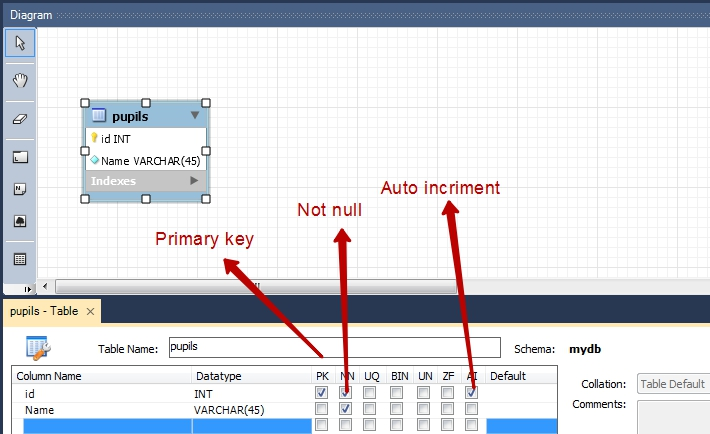 Diagram
pupils
id INT
Name VARCHAR(45)
Indexes
Auto incriment
Not null
Primary key
pupils - Table ×
Table Name: pupils Schema: mydb
Column Name Datatype PK NN UQ BIN UN ZF AI Default
id INT
Name VARCHAR(45)
Collation: Table Default
Comments: